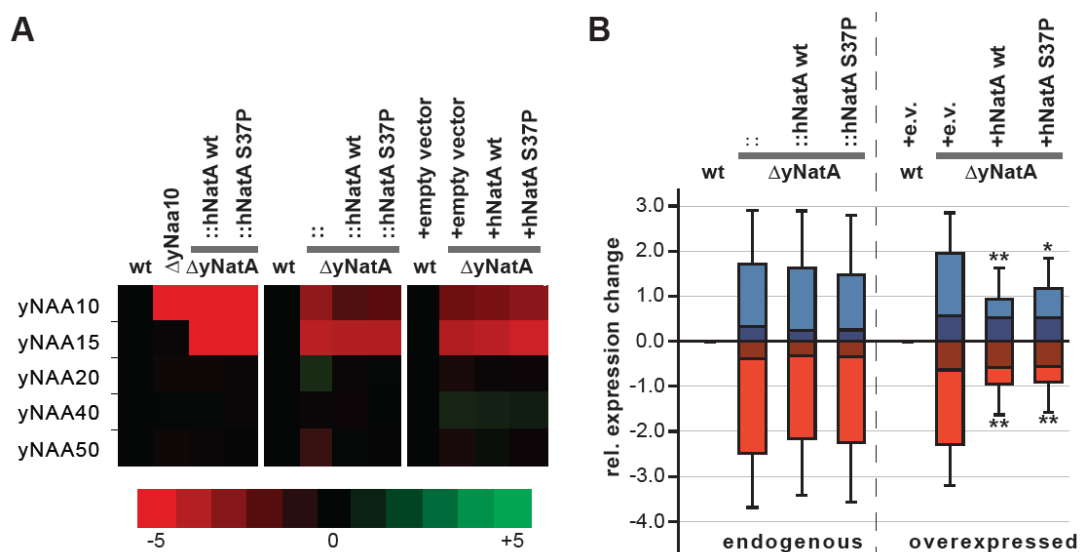 A
ΔyNaa10
::hNatA wt
::hNatA S37P
::
::hNatA wt
::hNatA S37P
+empty vector
+empty vector
+hNatA wt
+hNatA S37P
wt
ΔyNatA
wt
ΔyNatA
wt
ΔyNatA
yNAA10
yNAA15
yNAA20
yNAA40
yNAA50
-5
0
+5
B
::
::hNatA wt
::hNatA S37P
+e.v.
+e.v.
+hNatA wt
+hNatA S37P
wt
ΔyNatA
wt
ΔyNatA
rel. expression change
3.0
2.0
1.0
0.0
-1.0
-2.0
-3.0
-4.0
**
*
**
**
endogenous
overexpressed